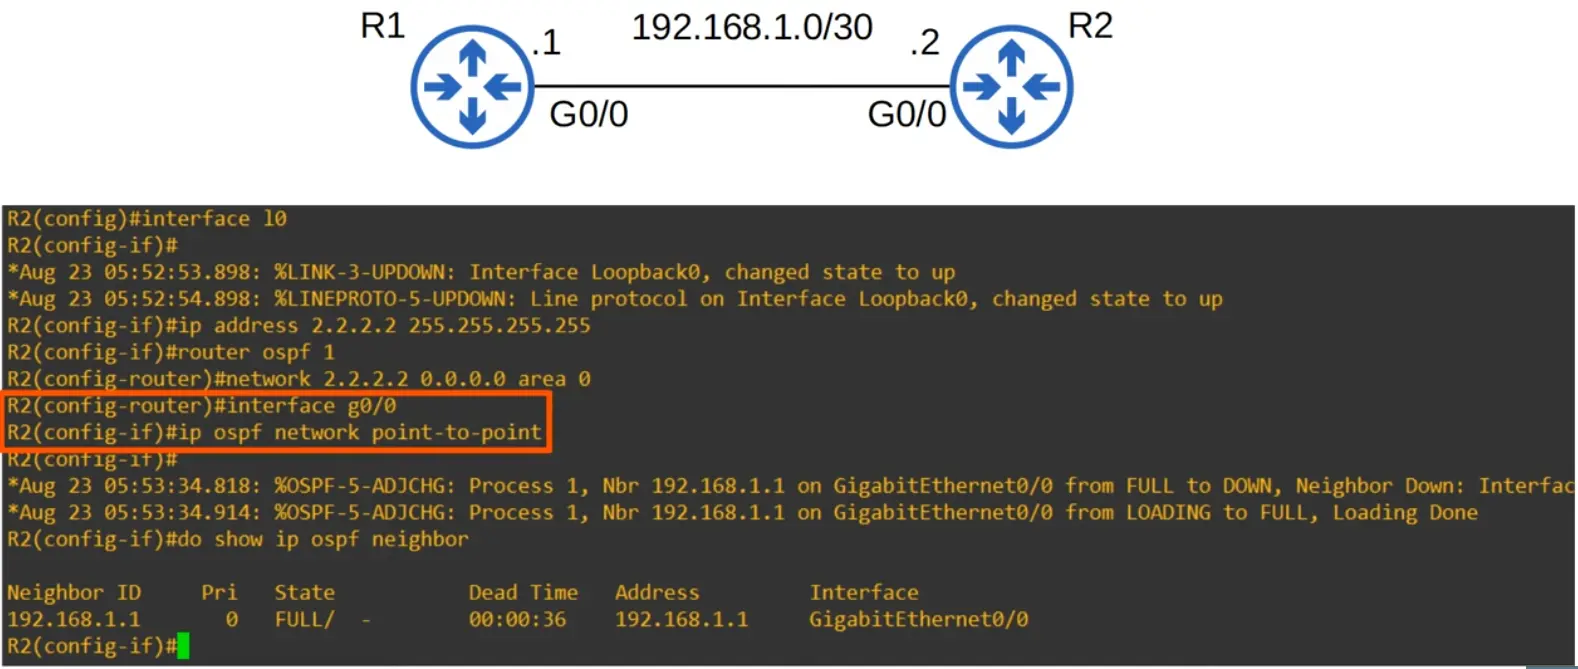 R1 .1 192.168.1.0/30 .2 R2
G0/0 G0/0
R2(config)#interface l0
R2(config-if)#
*Aug 23 05:52:53.898: %LINK-3-UPDOWN: Interface Loopback0, changed state to up
*Aug 23 05:52:54.898: %LINEPROTO-5-UPDOWN: Line protocol on Interface Loopback0, changed state to up
R2(config-if)#ip address 2.2.2.2 255.255.255.255
R2(config-if)#router ospf 1
R2(config-router)#network 2.2.2.2 0.0.0.0 area 0
R2(config-router)#interface g0/0
R2(config-if)#ip ospf network point-to-point
R2(config-if)#
*Aug 23 05:53:34.818: %OSPF-5-ADJCHG: Process 1, Nbr 192.168.1.1 on GigabitEthernet0/0 from FULL to DOWN, Neighbor Down: Interfac
*Aug 23 05:53:34.914: %OSPF-5-ADJCHG: Process 1, Nbr 192.168.1.1 on GigabitEthernet0/0 from LOADING to FULL, Loading Done
R2(config-if)#do show ip ospf neighbor
Neighbor ID Pri State Dead Time Address Interface
192.168.1.1 0 FULL/ - 00:00:36 192.168.1.1 GigabitEthernet0/0
R2(config-if)#